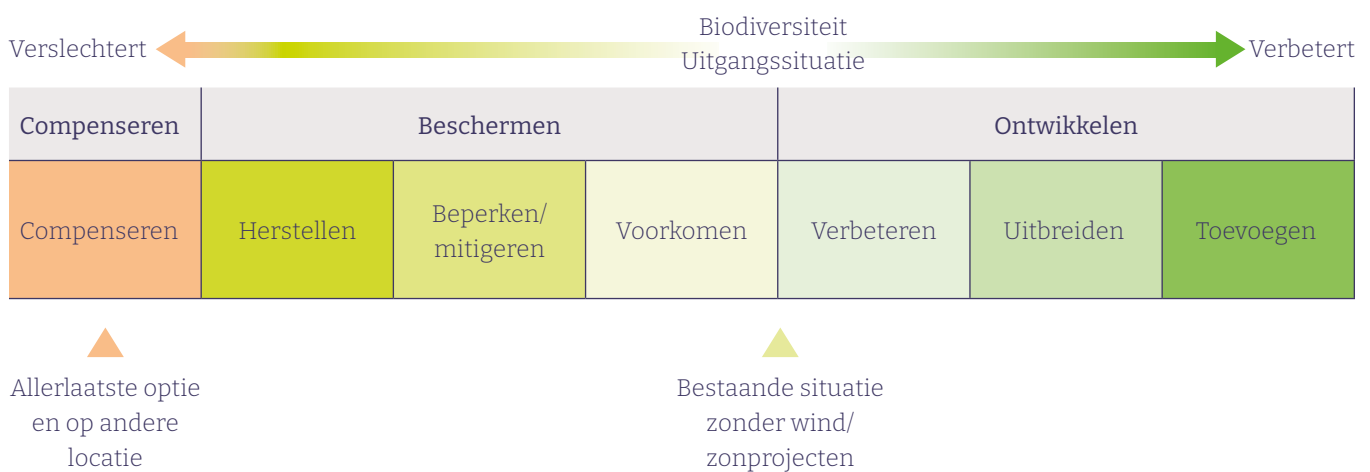 Biodiversiteit
Verslechtert
Uitgangssituatie
Verbetert
Compenseren
Beschermen
Ontwikkelen
Compenseren
Herstellen
Beperken/
mitigeren
Voorkomen
Verbeteren
Uitbreiden
Toevoegen
Allerlaatste optie
en op andere
locatie
Bestaande situatie
zonder wind/
zonprojecten